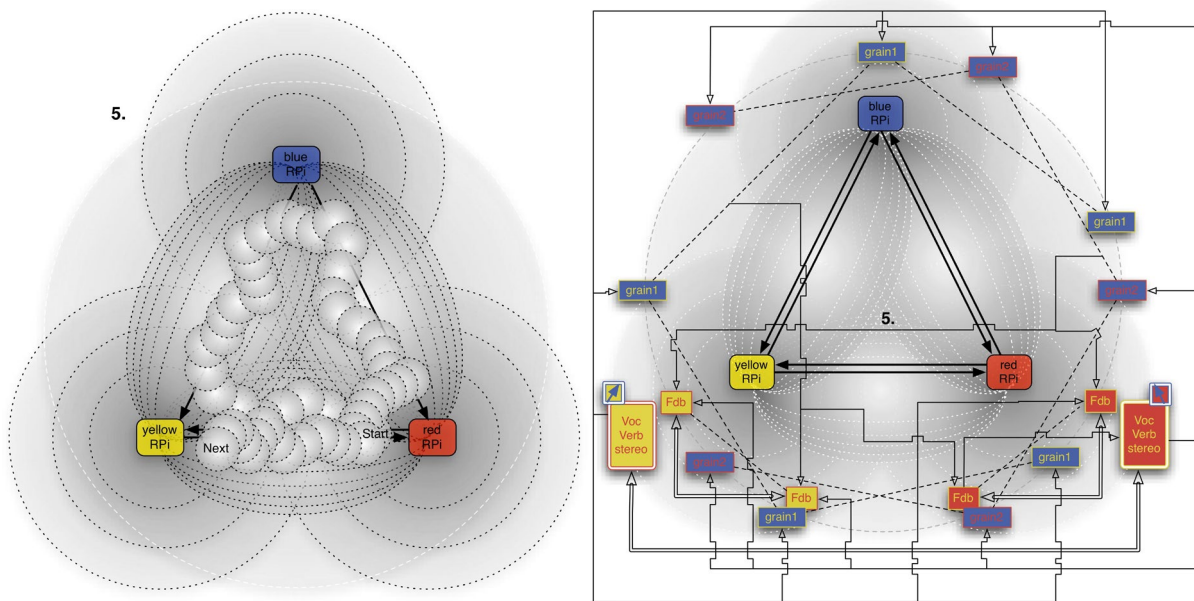 5.
blue
RPi
yellow
RPi
Next
Start
red
RPi
grain1
grain2
blue
RPi
grain2
grain1
grain1
grain2
5.
yellow
RPi
red
RPi
Fdb
Fdb
Voc
Verb
stereo
Voc
Verb
stereo
grain2
grain1
Fdb
Fdb
grain1
grain2